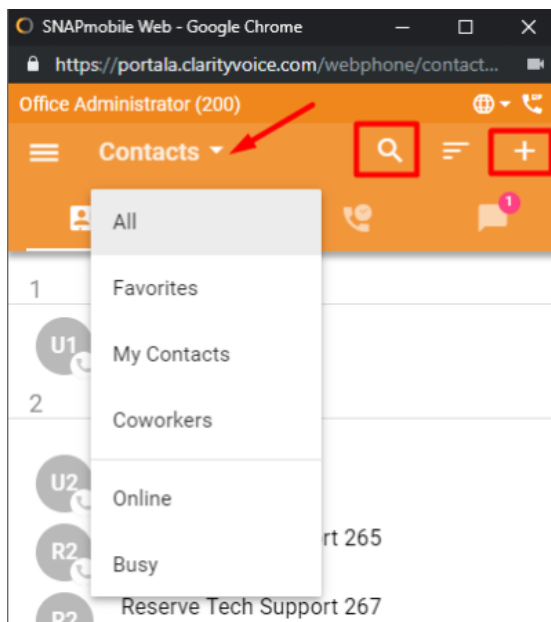 SNAPmobile Web - Google Chrome
https://portala.clarityvoice.com/webphone/contact...
Office Administrator (200)
Contacts
1
All
1
Favorites
U1
My Contacts
2
Coworkers
U2
Online
R2
rt 265
Busy
R2
Reserve Tech Support 267